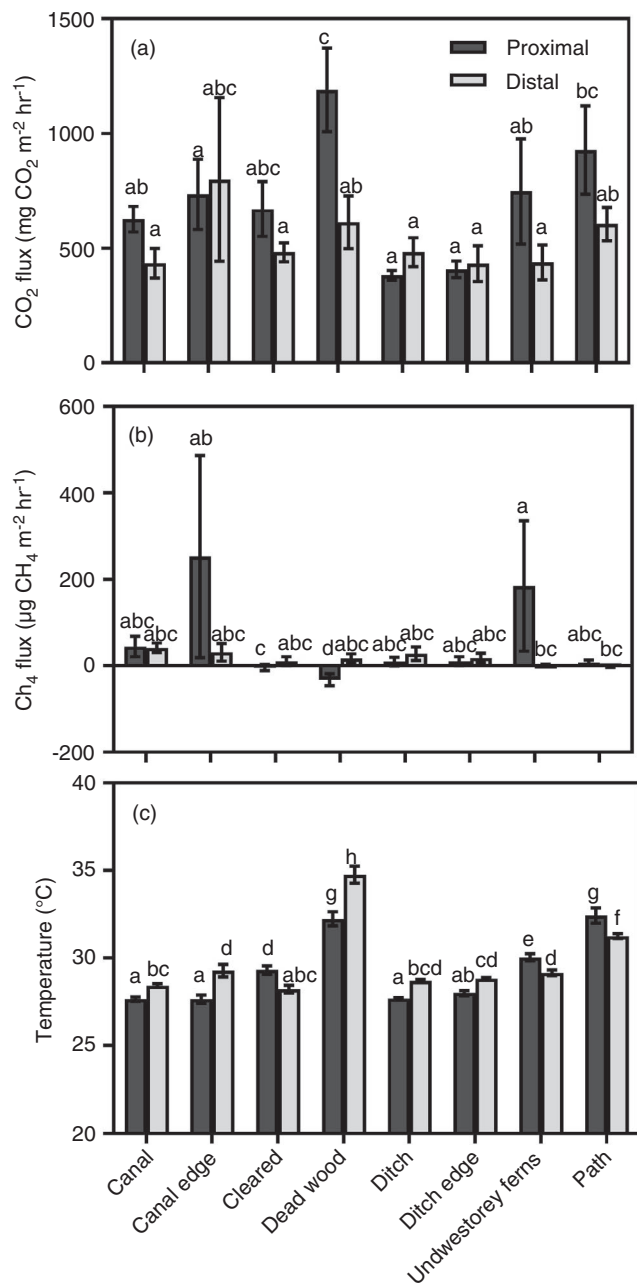 1500
(a)
c
Proximal
Distal
abc
bc
1000
a
abc
ab
ab
ab
ab
500
a
a
a
a
a
a
a
0
CO2 flux (mg CO2 m-2 hr-1)
600
(b)
ab
400
a
200
abc
abc
abc
c
abc
d
abc
abc
abc
abc
abc
bc
abc
bc
0
-200
Ch4 flux (µg CH4 m-2 hr-1)
40
(c)
h
35
g
g
f
30
a
bc
a
d
d
abc
a
bcd
ab
cd
e
d
25
20
Temperature (°C)
Canal
Canal edge
Cleared
Dead wood
Ditch
Ditch edge
Undwestorey ferns
Path